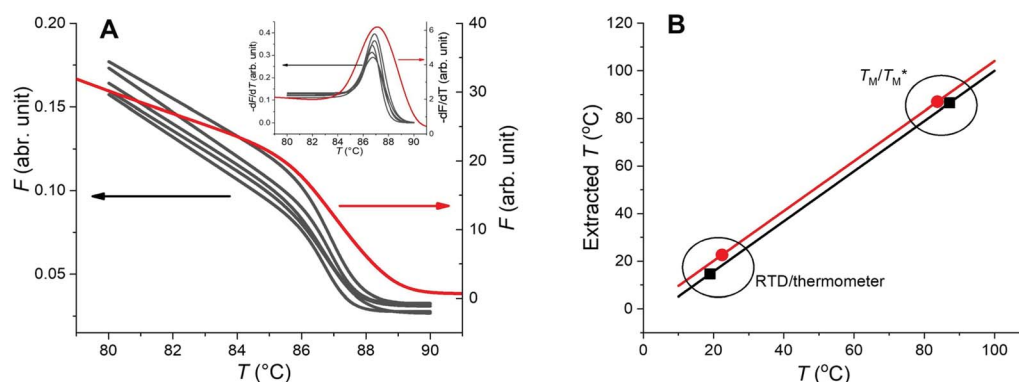 A
F (abr. unit)
0.20
0.15
0.10
0.05
80 82 84 86 88 90
T (°C)
40
30
20
10
0
F (arb. unit)
-dF/dT (arb. unit)
0.4
0.3
0.2
0.1
0.0
80 82 84 86 88 90
T (°C)
6
4
2
0
-dF/dT (arb. unit)
B
Extracted T (°C)
120
100
80
60
40
20
0
0 20 40 60 80 100
T (°C)
TM/TM*
RTD/thermometer